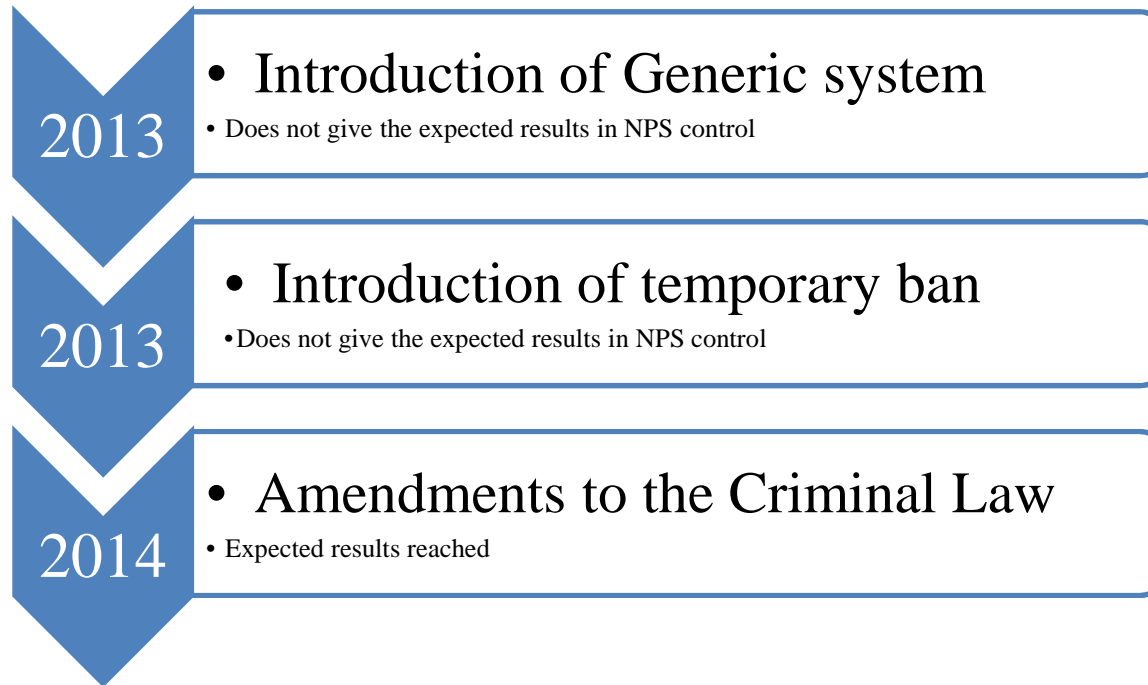 2013
• Introduction of Generic system
• Does not give the expected results in NPS control
2013
• Introduction of temporary ban
•Does not give the expected results in NPS control
2014
• Amendments to the Criminal Law
• Expected results reached